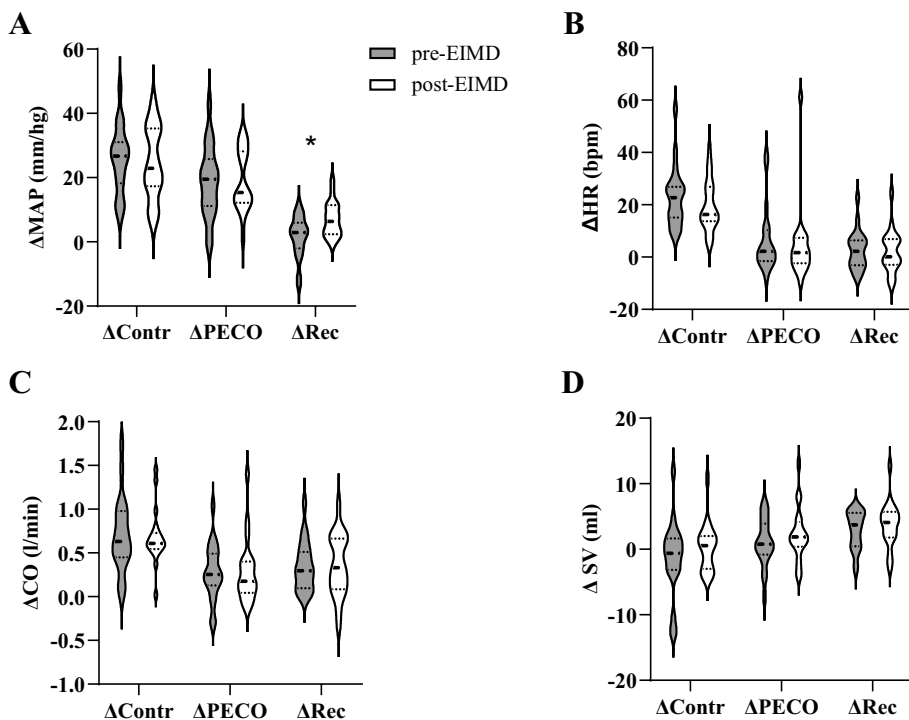 A
ΔMAP (mm/hg)
60
40
20
0
-20
*
ΔContr ΔPECO ΔRec
pre-EIMD
post-EIMD
B
ΔHR (bpm)
80
60
40
20
0
-20
ΔContr ΔPECO ΔRec
C
ΔCO (l/min)
2.0
1.5
1.0
0.5
0.0
-0.5
-1.0
ΔContr ΔPECO ΔRec
D
Δ SV (ml)
20
10
0
-10
-20
ΔContr ΔPECO ΔRec